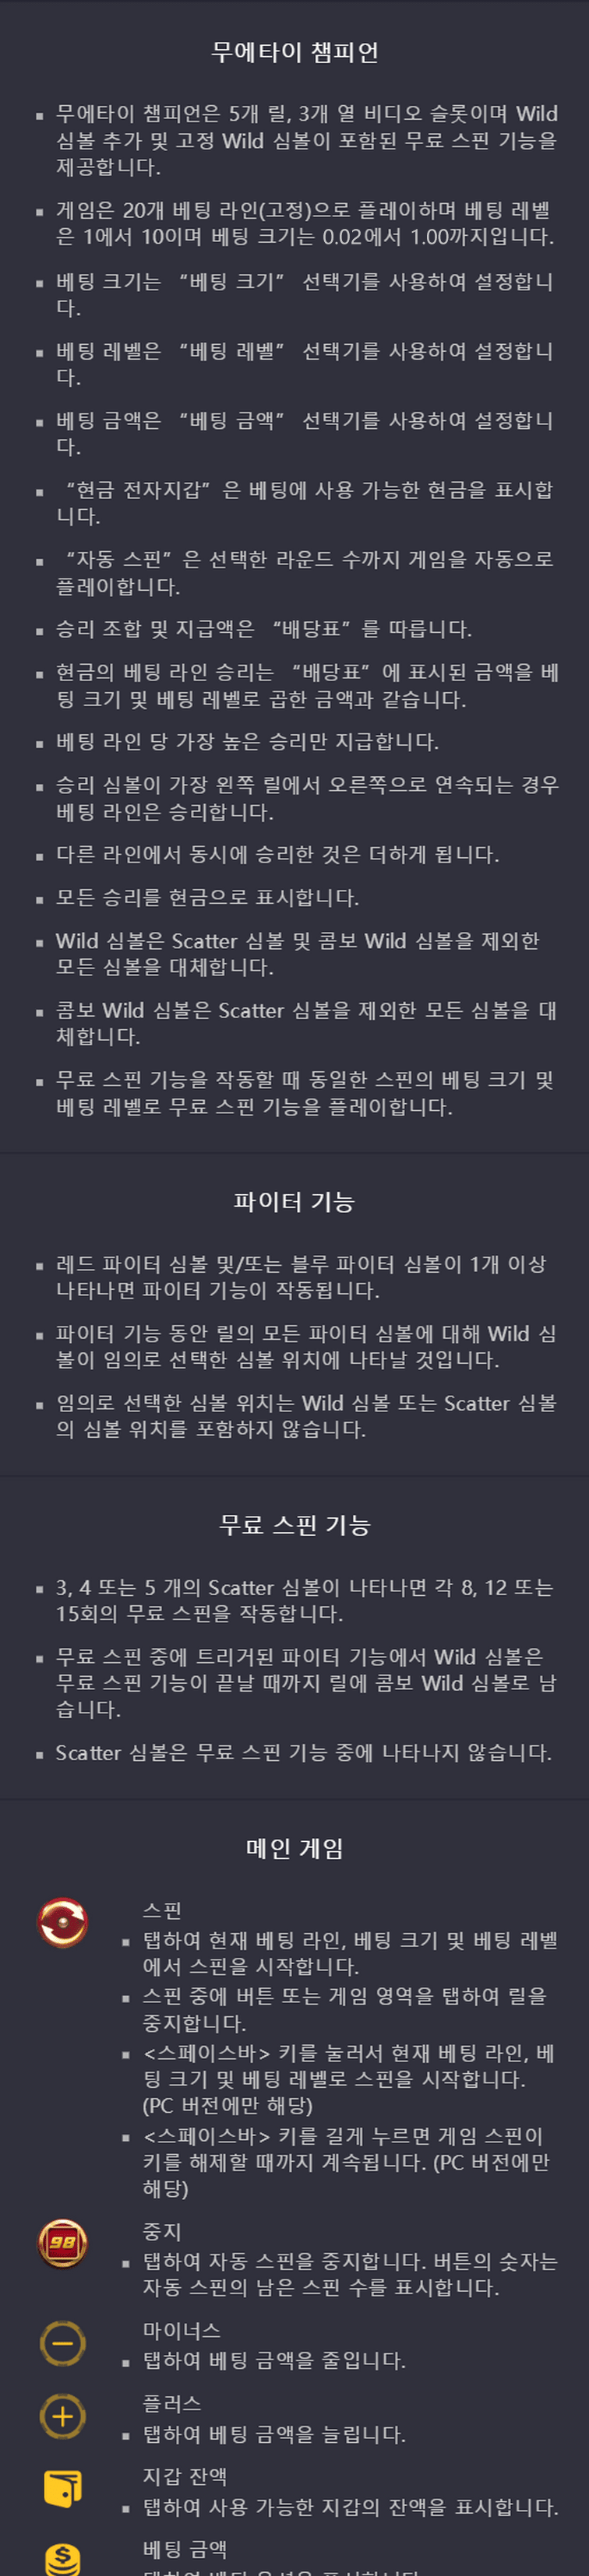 무에타이 챔피언
▪ 무에타이 챔피언은 5개 릴, 3개 열 비디오 슬롯이며 Wild
심볼 추가 및 고정 Wild 심볼이 포함된 무료 스핀 기능을
제공합니다.
▪ 게임은 20개 베팅 라인(고정)으로 플레이하며 베팅 레벨
은 1에서 10이며 베팅 크기는 0.02에서 1.00까지입니다.
▪ 베팅 크기는 “베팅 크기” 선택기를 사용하여 설정합니
다.
▪ 베팅 레벨은 “베팅 레벨” 선택기를 사용하여 설정합니
다.
▪ 베팅 금액은 “베팅 금액” 선택기를 사용하여 설정합니
다.
▪ “현금 전자지갑”은 베팅에 사용 가능한 현금을 표시합
니다.
▪ “자동 스핀”은 선택한 라운드 수까지 게임을 자동으로
플레이합니다.
▪ 승리 조합 및 지급액은 “배당표”를 따릅니다.
▪ 현금의 베팅 라인 승리는 “배당표”에 표시된 금액을 베
팅 크기 및 베팅 레벨로 곱한 금액과 같습니다.
▪ 베팅 라인 당 가장 높은 승리만 지급합니다.
▪ 승리 심볼이 가장 왼쪽 릴에서 오른쪽으로 연속되는 경우
베팅 라인은 승리합니다.
▪ 다른 라인에서 동시에 승리한 것은 더하게 됩니다.
▪ 모든 승리를 현금으로 표시합니다.
▪ Wild 심볼은 Scatter 심볼 및 콤보 Wild 심볼을 제외한
모든 심볼을 대체합니다.
▪ 콤보 Wild 심볼은 Scatter 심볼을 제외한 모든 심볼을 대
체합니다.
▪ 무료 스핀 기능을 작동할 때 동일한 스핀의 베팅 크기 및
베팅 레벨로 무료 스핀 기능을 플레이합니다.
파이터 기능
▪ 레드 파이터 심볼 및/또는 블루 파이터 심볼이 1개 이상
나타나면 파이터 기능이 작동됩니다.
▪ 파이터 기능 동안 릴의 모든 파이터 심볼에 대해 Wild 심
볼이 임의로 선택한 심볼 위치에 나타날 것입니다.
▪ 임의로 선택한 심볼 위치는 Wild 심볼 또는 Scatter 심볼
의 심볼 위치를 포함하지 않습니다.
무료 스핀 기능
▪ 3, 4 또는 5 개의 Scatter 심볼이 나타나면 각 8, 12 또는
15회의 무료 스핀을 작동합니다.
▪ 무료 스핀 중에 트리거된 파이터 기능에서 Wild 심볼은
무료 스핀 기능이 끝날 때까지 릴에 콤보 Wild 심볼로 남
습니다.
▪ Scatter 심볼은 무료 스핀 기능 중에 나타나지 않습니다.
메인 게임
스핀
▪ 탭하여 현재 베팅 라인, 베팅 크기 및 베팅 레벨
에서 스핀을 시작합니다.
▪ 스핀 중에 버튼 또는 게임 영역을 탭하여 릴을
중지합니다.
▪ <스페이스바> 키를 눌러서 현재 베팅 라인, 베
팅 크기 및 베팅 레벨로 스핀을 시작합니다.
(PC 버전에만 해당)
▪ <스페이스바> 키를 길게 누르면 게임 스핀이
키를 해제할 때까지 계속됩니다. (PC 버전에만
해당)
98
중지
▪ 탭하여 자동 스핀을 중지합니다. 버튼의 숫자는
자동 스핀의 남은 스핀 수를 표시합니다.
마이너스
▪ 탭하여 베팅 금액을 줄입니다.
플러스
▪ 탭하여 베팅 금액을 늘립니다.
지갑 잔액
▪ 탭하여 사용 가능한 지갑의 잔액을 표시합니다.
베팅 금액